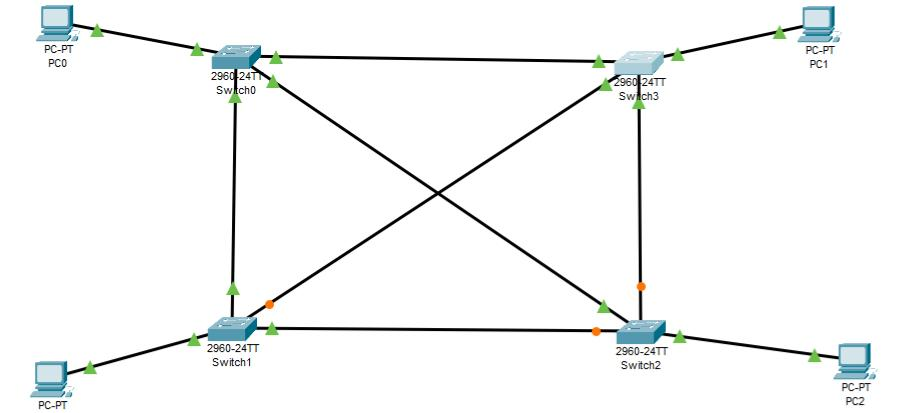 PC-PT
PC0
2960-24TT
Switch0
2960-24TT
Switch3
PC-PT
PC1
2960-24TT
Switch1
2960-24TT
Switch2
PC-PT
PC-PT
PC2